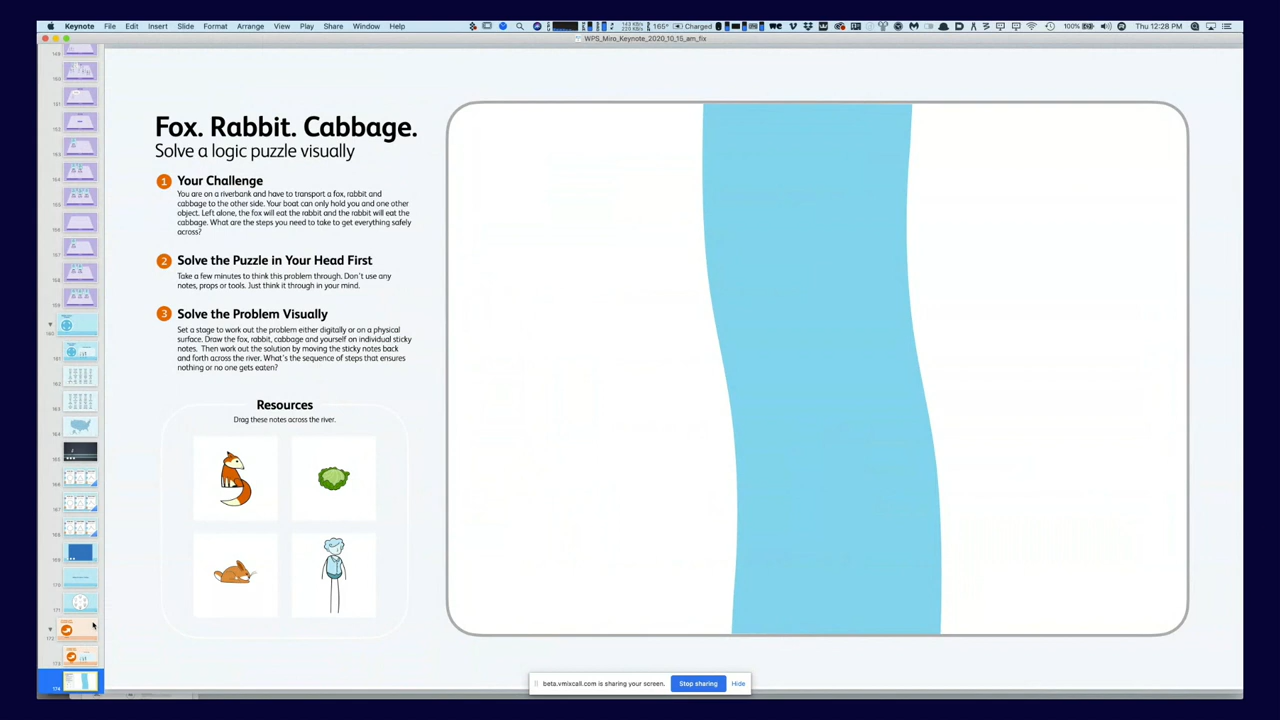 Keynote File Edit Insert Slide Format Arrange View Play Share Window Help 165° Charged 100% Thu 12:28 PM
WPS_Miro_Keynote_2020_10_15_am_fix
Fox. Rabbit. Cabbage.
Solve a logic puzzle visually
1 Your Challenge
You are on a riverbank and have to transport a fox, rabbit and
cabbage to the other side. Your boat can only hold you and one other
object. Left alone, the fox will eat the rabbit and the rabbit will eat the
cabbage. What are the steps you need to take to get everything safely
across?
2 Solve the Puzzle in Your Head First
Take a few minutes to think this problem through. Don't use any
notes, props or tools. Just think it through in your mind.
3 Solve the Problem Visually
Set a stage to work out the problem either digitally or on a physical
surface. Draw the fox, rabbit, cabbage and yourself on individual sticky
notes. Then work out the solution by moving the sticky notes back
and forth across the river. What's the sequence of steps that ensures
nothing or no one gets eaten?
Resources
Drag these notes across the river.
beta.vmixcall.com is sharing your screen. Stop sharing Hide